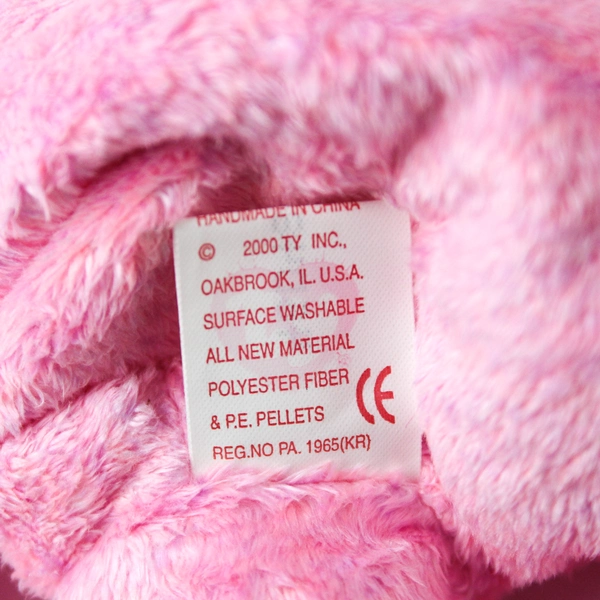 HANDMADE IN CHINA
© 2000 TY INC.,
OAKBROOK, IL. U.S.A.
SURFACE WASHABLE
ALL NEW MATERIAL
POLYESTER FIBER
& P.E. PELLETS
CE
REG.NO PA. 1965(KR)